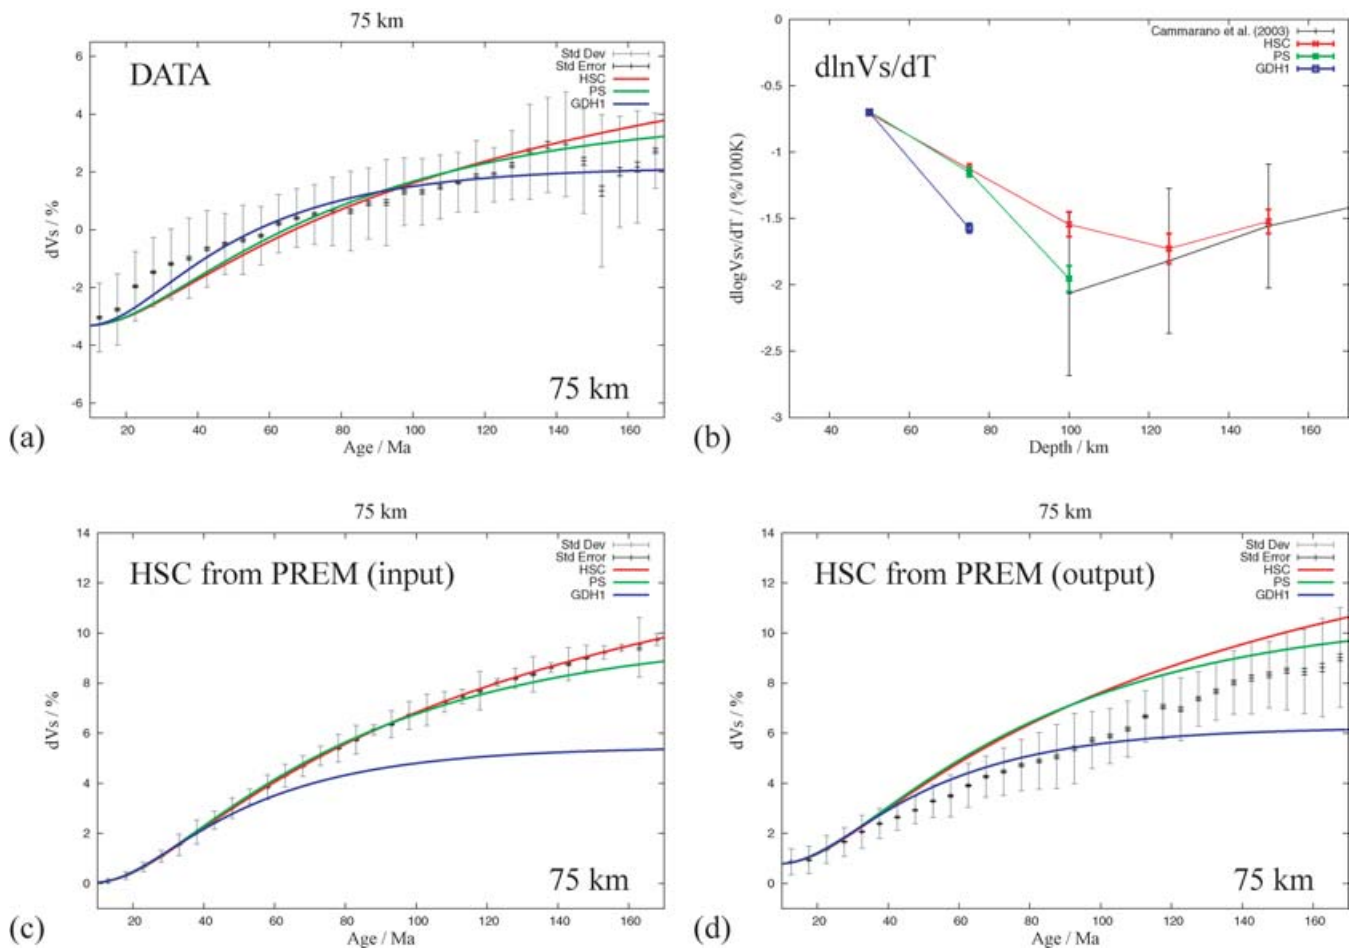 75 km
DATA
Std Dev
Std Error
HSC
PS
GDH1
6
4
2
0
-2
-4
-6
dVs / %
20 40 60 80 100 120 140 160
Age / Ma
75 km
(a)
dlnVs/dT
Cammarano et al. (2003)
HSC
PS
GDH1
0
-0.5
-1
-1.5
-2
-2.5
-3
dlogVsv/dT / (%/100K)
40 60 80 100 120 140 160
Depth / km
(b)
75 km
HSC from PREM (input)
Std Dev
Std Error
HSC
PS
GDH1
14
12
10
8
6
4
2
0
dVs / %
20 40 60 80 100 120 140 160
Age / Ma
75 km
(c)
75 km
HSC from PREM (output)
Std Dev
Std Error
HSC
PS
GDH1
14
12
10
8
6
4
2
0
dVs / %
20 40 60 80 100 120 140 160
Age / Ma
75 km
(d)